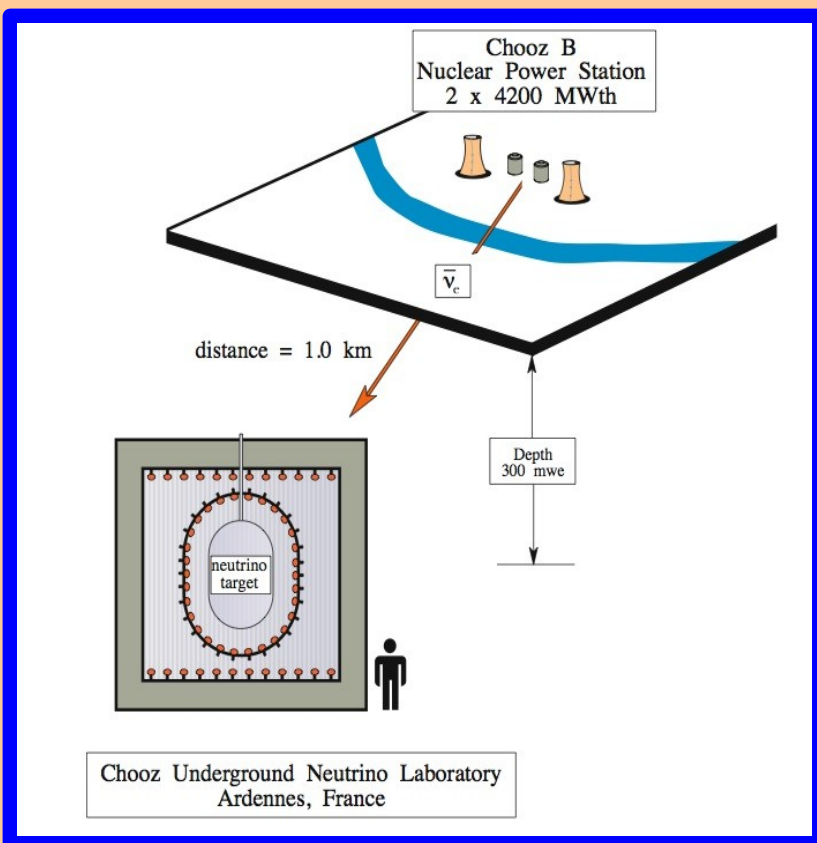 Chooz B
Nuclear Power Station
2 x 4200 MWth
ν̄e
distance = 1.0 km
Depth
300 mwe
neutrino
target
Chooz Underground Neutrino Laboratory
Ardennes, France